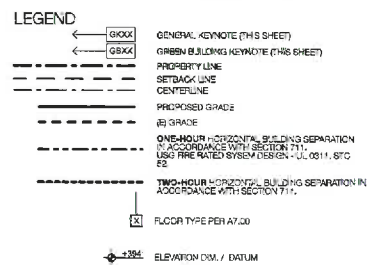 LEGEND
GKXX GENERAL KEYNOTE (THIS SHEET)
GBXX GREEN BUILDING KEYNOTE (THIS SHEET)
PROPERTY LINE
SETBACK LINE
CENTERLINE
PROPOSED GRADE
(E) GRADE
ONE-HOUR HORIZONTAL BUILDING SEPARATION
IN ACCORDANCE WITH SECTION 711.
USG FIRE RATED SYSEM DESIGN - UL 0311, STC
52
TWO-HOUR HORIZONTAL BUILDING SEPARATION IN
ACCORDANCE WITH SECTION 711.
X FLOOR TYPE PER A7.00
+394' ELEVATION DIM. / DATUM